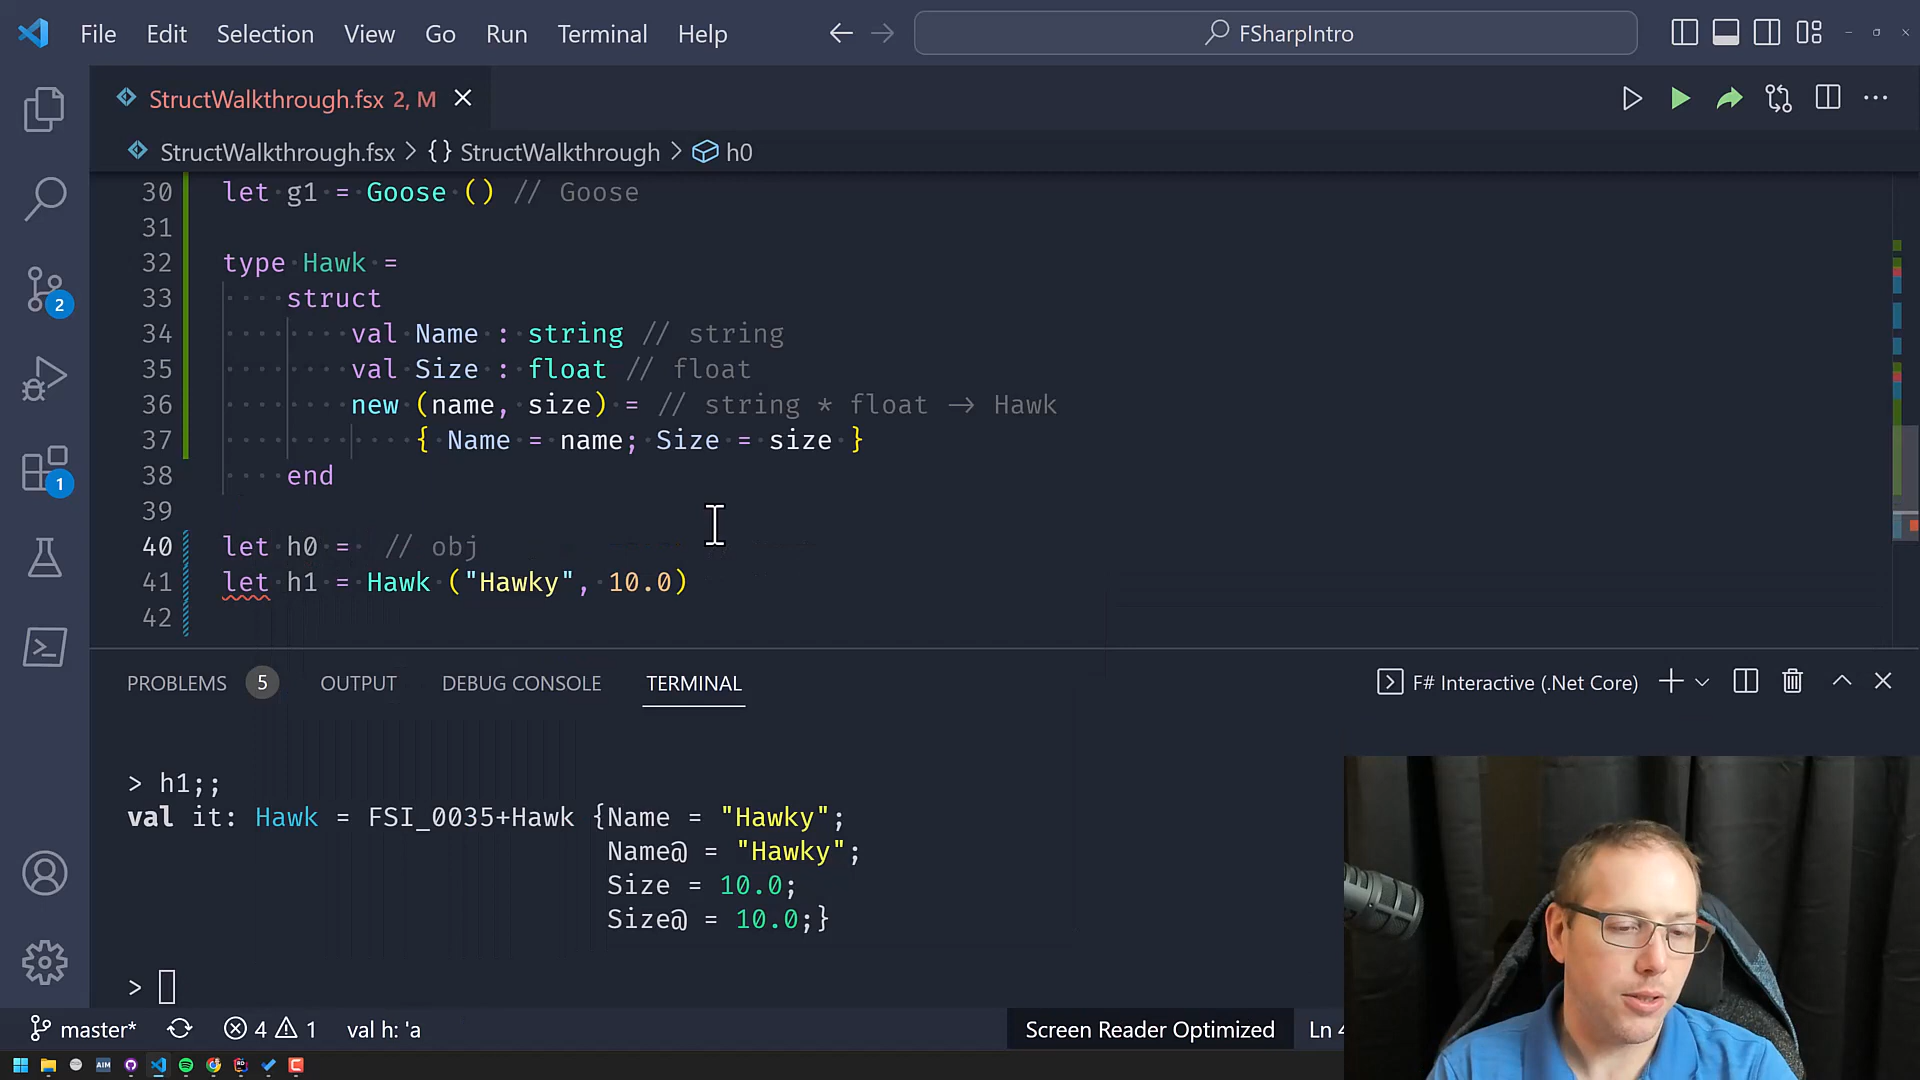 File Edit Selection View Go Run Terminal Help FSharpIntro
StructWalkthrough.fsx 2, M
StructWalkthrough.fsx > {} StructWalkthrough > h0
30 let g1 = Goose () // Goose
31
32 type Hawk =
33 struct
34 val Name : string // string
35 val Size : float // float
36 new (name, size) = // string * float -> Hawk
37 { Name = name; Size = size }
38 end
39
40 let h0 = // obj
41 let h1 = Hawk ("Hawky", 10.0)
42
2
1
PROBLEMS 5 OUTPUT DEBUG CONSOLE TERMINAL F# Interactive (.Net Core)
> h1;;
val it: Hawk = FSI_0035+Hawk {Name = "Hawky";
Name@ = "Hawky";
Size = 10.0;
Size@ = 10.0;}
>
master* 4 1 val h: 'a Screen Reader Optimized Ln 4
AIM